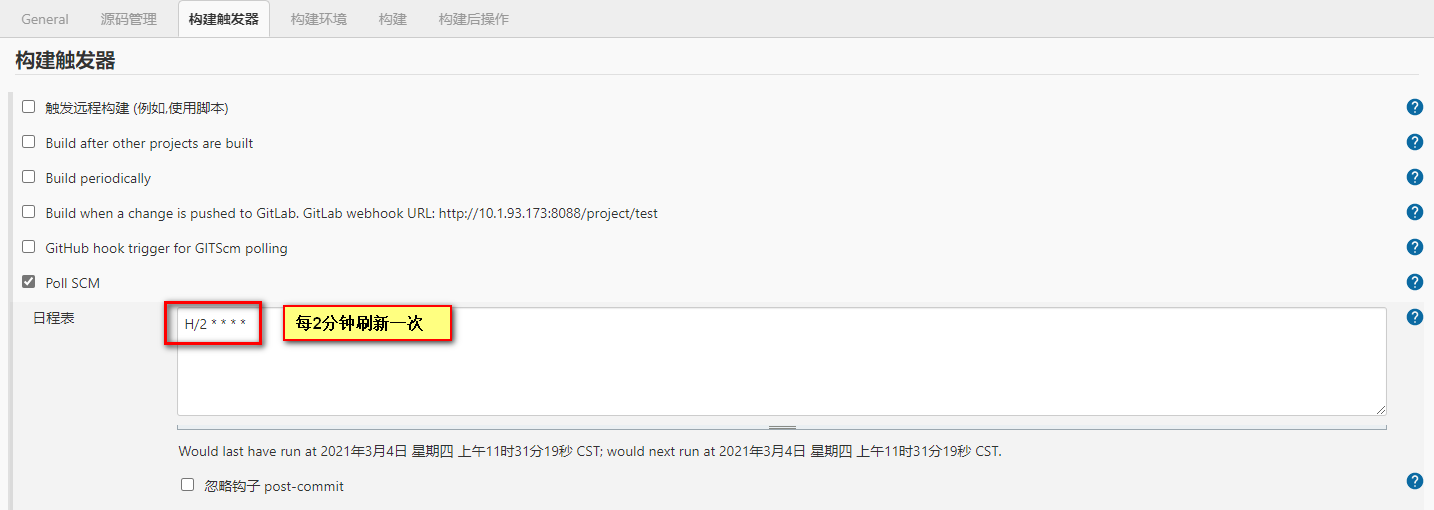 General 源码管理 构建触发器 构建环境 构建 构建后操作
构建触发器
触发远程构建 (例如,使用脚本)
Build after other projects are built
Build periodically
Build when a change is pushed to GitLab. GitLab webhook URL: http://10.1.93.173:8088/project/test
GitHub hook trigger for GITScm polling
Poll SCM
日程表 H/2 * * * * 每2分钟刷新一次
Would last have run at 2021年3月4日 星期四 上午11时31分19秒 CST; would next run at 2021年3月4日 星期四 上午11时31分19秒 CST.
忽略钩子 post-commit